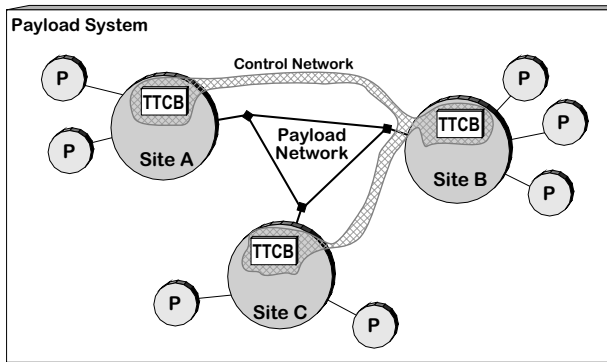 Payload System
Control Network
P
P
TTCB
Site A
Payload
Network
TTCB
Site B
P
P
P
TTCB
Site C
P
P